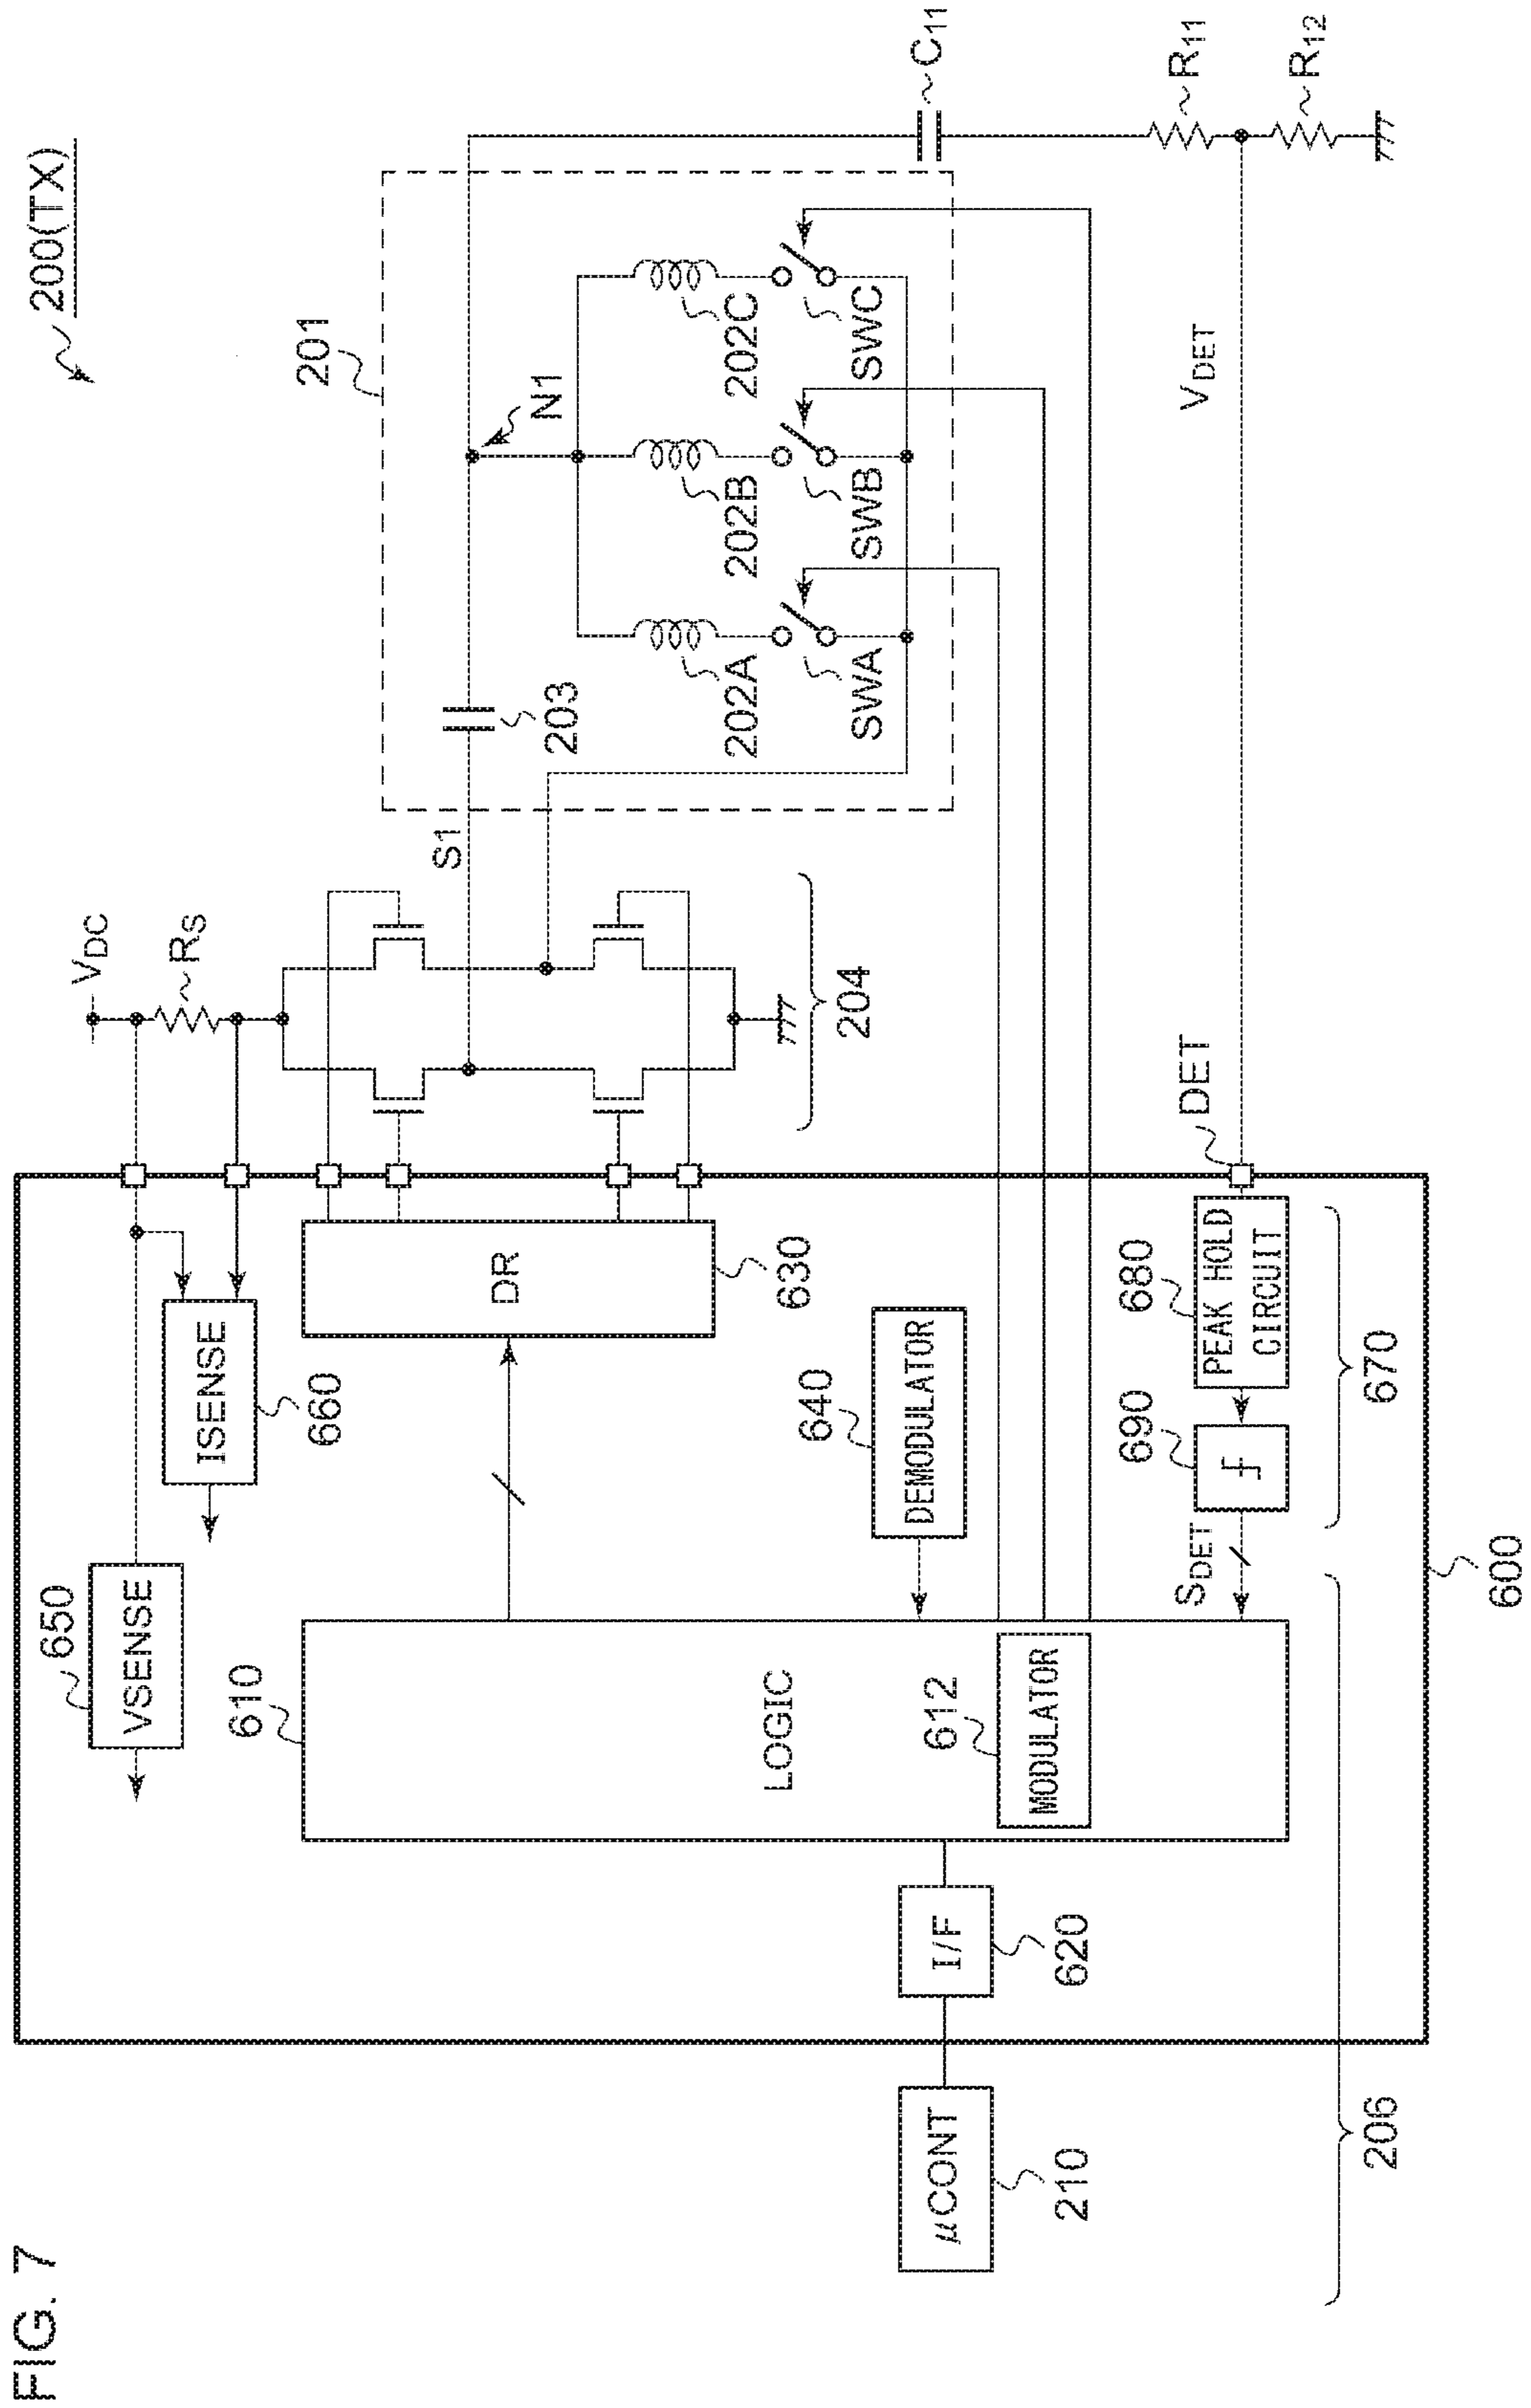 FIG. 7
200(TX)
VDC
RS
S1
201
N1
203
202A
202B
202C
SWA
SWB
SWC
C11
R11
R12
VDET
204
650
VSENSE
ISENSE
660
610
LOGIC
DR
630
640
DEMODULATOR
612
MODULATOR
μCONT
210
I/F
620
SDET
690
680
PEAK HOLD
CIRCUIT
DET
670
206
600